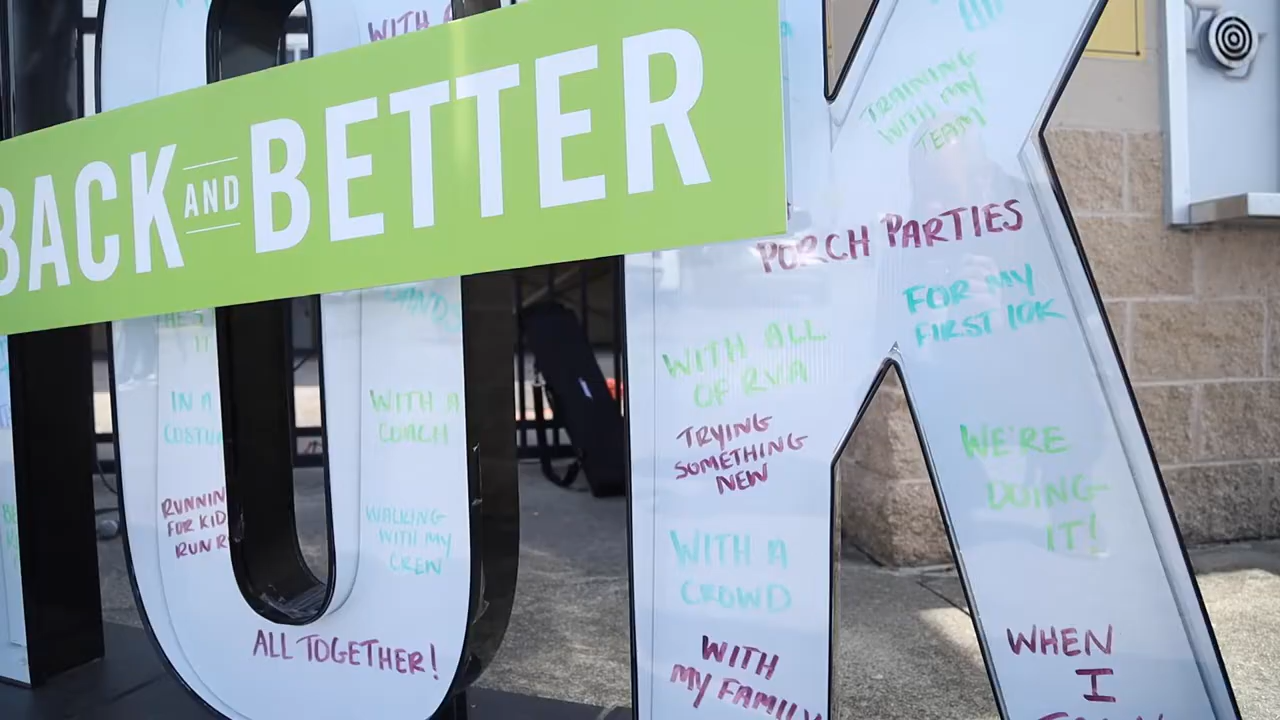 WITH
BACK AND BETTER
TRAINING
WITH MY
TEAM!
PORCH PARTIES
FOR MY
FIRST 10K
WITH ALL
OF RVA
TRYING
SOMETHING
NEW
WE'RE
DOING
IT!
IT
IN A
WITH A
COACH
RUNNIN
FOR KID
RUN R
WALKING
WITH MY
CREW
WITH A
CROWD
ALL TOGETHER!
WITH
MY FAMILY
WHEN
I